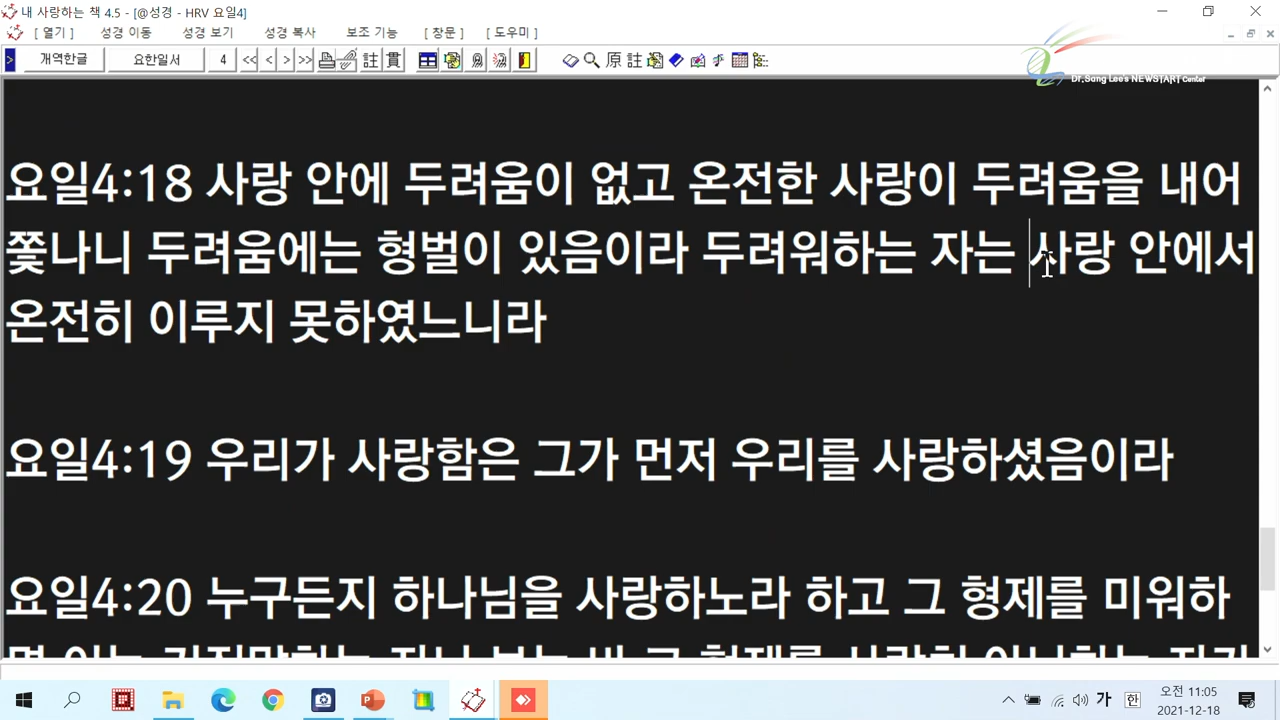 내 사랑하는 책 4.5 - [@성경 - HRV 요일4]
[ 열기 ] 성경 이동 성경 보기 성경 복사 보조 기능 [ 창문 ] [ 도우미 ]
개역한글 요한일서 4 << < > >> 註 貫 原 註
Dr.Sang Lee's NEWSTART Center
요일4:18 사랑 안에 두려움이 없고 온전한 사랑이 두려움을 내어
쫓나니 두려움에는 형벌이 있음이라 두려워하는 자는 사랑 안에서
온전히 이루지 못하였느니라
요일4:19 우리가 사랑함은 그가 먼저 우리를 사랑하셨음이라
요일4:20 누구든지 하나님을 사랑하노라 하고 그 형제를 미워하
가 한 오전 11:05
2021-12-18